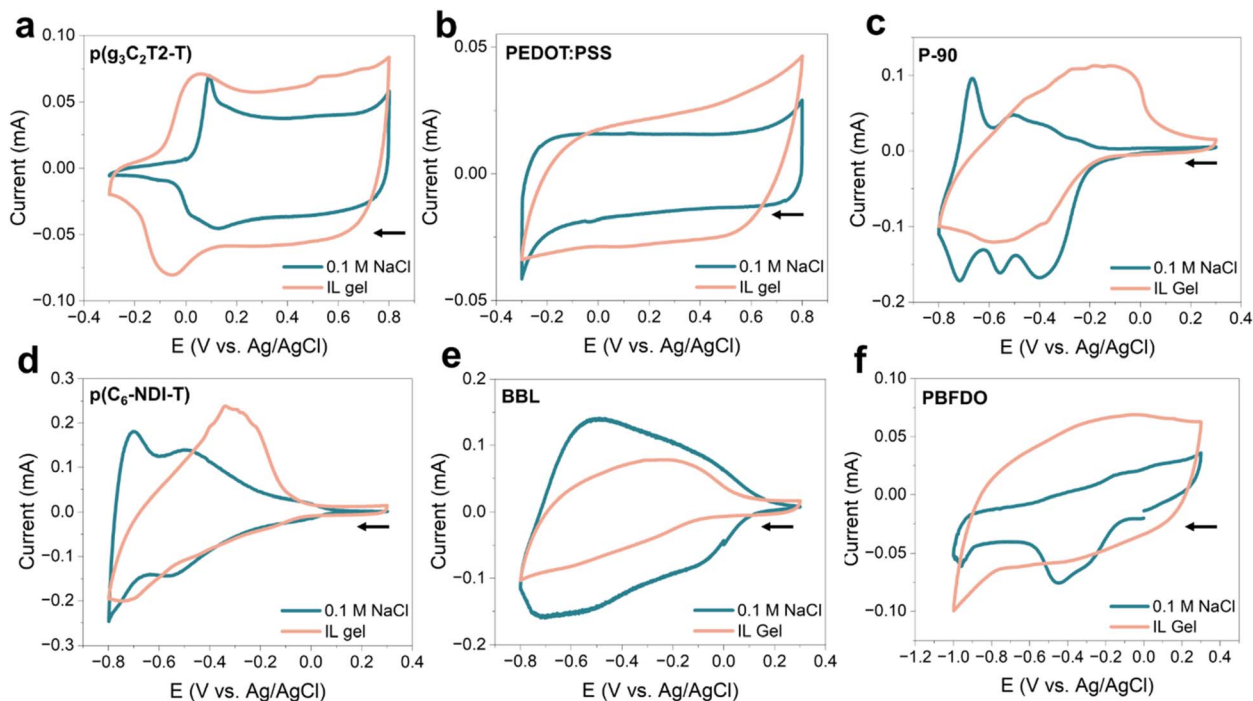 a
p(g₃C₂T2-T)
0.10
0.05
0.00
−0.05
−0.10
Current (mA)
0.1 M NaCl
IL gel
−0.4 −0.2 0.0 0.2 0.4 0.6 0.8
E (V vs. Ag/AgCl)
b
PEDOT:PSS
0.05
0.00
−0.05
Current (mA)
0.1 M NaCl
IL gel
−0.4 −0.2 0.0 0.2 0.4 0.6 0.8
E (V vs. Ag/AgCl)
c
P-90
0.1
0.0
−0.1
−0.2
Current (mA)
0.1 M NaCl
IL gel
−0.8 −0.6 −0.4 −0.2 0.0 0.2 0.4
E (V vs. Ag/AgCl)
d
p(C₆-NDI-T)
0.3
0.2
0.1
0.0
−0.1
−0.2
−0.3
Current (mA)
0.1 M NaCl
IL gel
−0.8 −0.6 −0.4 −0.2 0.0 0.2 0.4
E (V vs. Ag/AgCl)
e
BBL
0.2
0.1
0.0
−0.1
−0.2
Current (mA)
0.1 M NaCl
IL Gel
−0.8 −0.6 −0.4 −0.2 0.0 0.2 0.4
E (V vs. Ag/AgCl)
f
PBFDO
0.10
0.05
0.00
−0.05
−0.10
Current (mA)
0.1 M NaCl
IL Gel
−1.2 −1.0 −0.8 −0.6 −0.4 −0.2 0.0 0.2 0.4
E (V vs. Ag/AgCl)